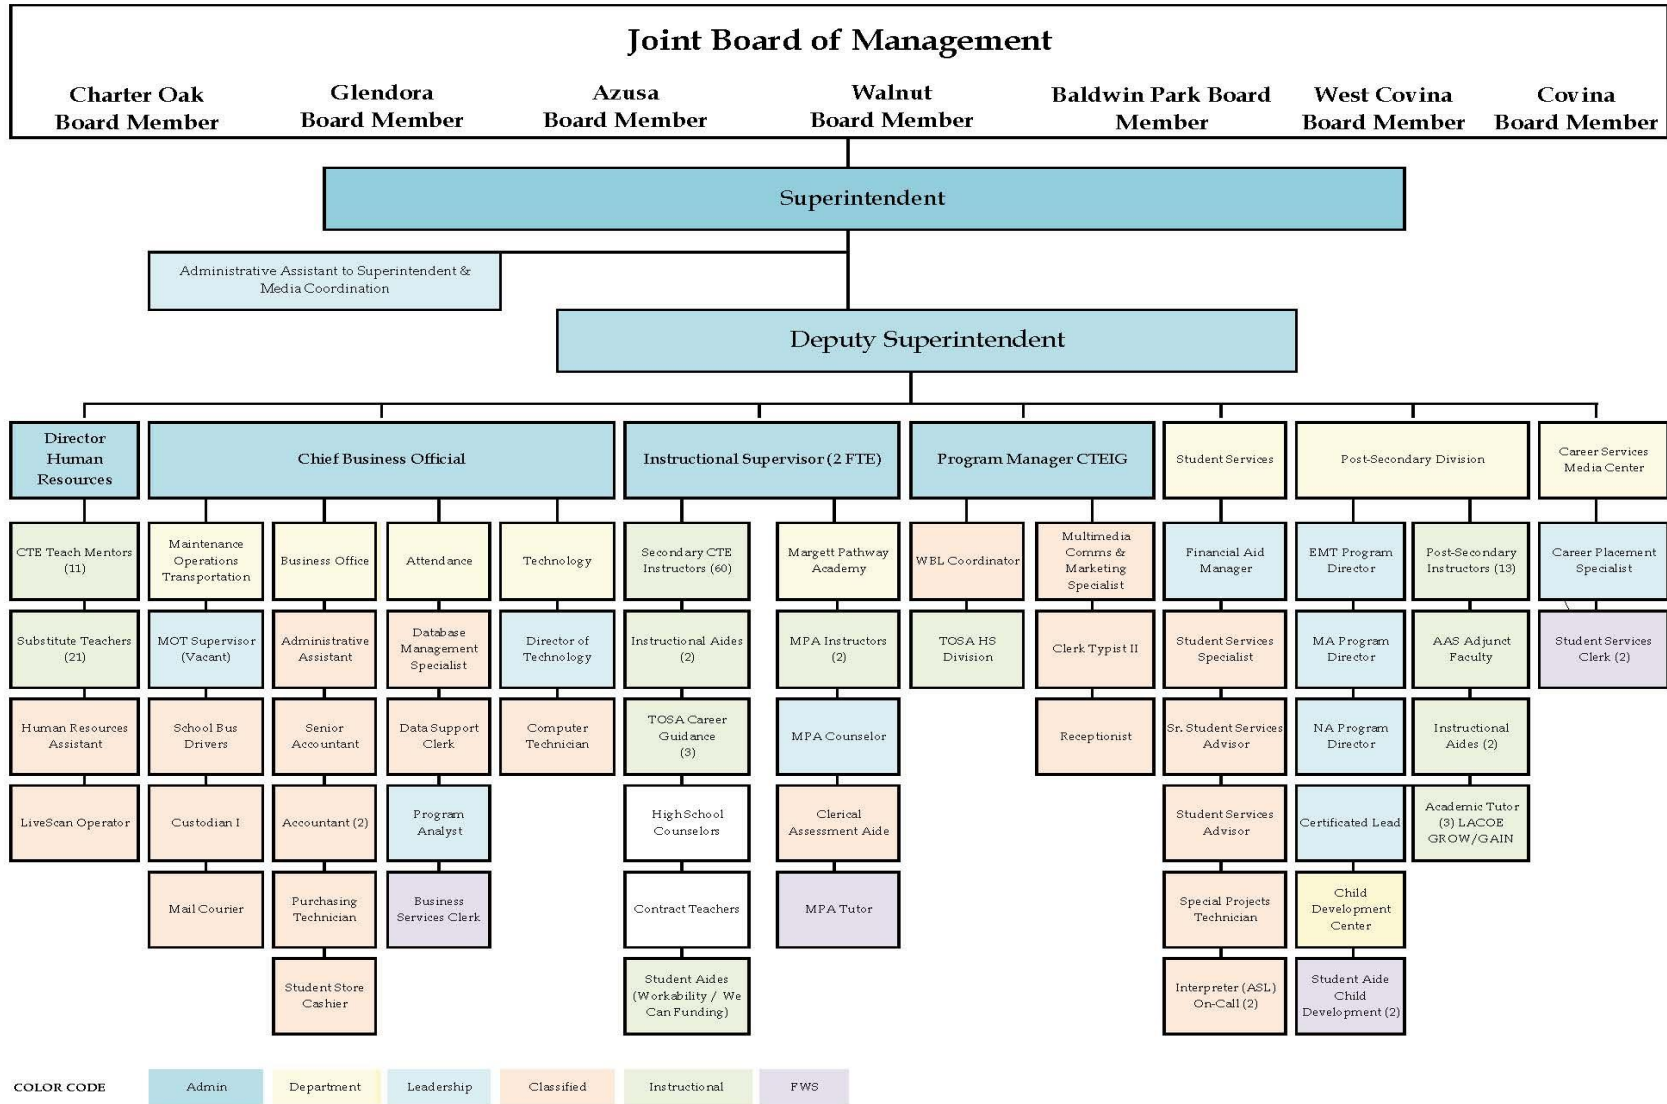 Joint Board of Management
Charter Oak
Board Member
Glendora
Board Member
Azusa
Board Member
Walnut
Board Member
Baldwin Park Board
Member
West Covina
Board Member
Covina
Board Member
Superintendent
Administrative Assistant to Superintendent &
Media Coordination
Deputy Superintendent
Director
Human
Resources
Chief Business Official
Instructional Supervisor (2 FTE)
Program Manager CTEIG
Student Services
Post-Secondary Division
Career Services
Media Center
CTE Teach Mentors
(11)
Maintenance
Operations
Transportation
Business Office
Attendance
Technology
Secondary CTE
Instructors (60)
Margett Pathway
Academy
WBL Coordinator
Multimedia
Comms &
Marketing
Specialist
Financial Aid
Manager
EMT Program
Director
Post-Secondary
Instructors (13)
Career Placement
Specialist
Substitute Teachers
(21)
MOT Supervisor
(Vacant)
Administrative
Assistant
Database
Management
Specialist
Director of
Technology
Instructional Aides
(2)
MPA Instructors
(2)
TOSA HS
Division
Clerk Typist II
Student Services
Specialist
MA Program
Director
AAS Adjunct
Faculty
Student Services
Clerk (2)
Human Resources
Assistant
School Bus
Drivers
Senior
Accountant
Data Support
Clerk
Computer
Technician
TOSA Career
Guidance
(3)
MPA Counselor
Receptionist
Sr. Student Services
Advisor
NA Program
Director
Instructional
Aides (2)
LiveScan Operator
Custodian I
Accountant (2)
Program
Analyst
High School
Counselors
Clerical
Assessment Aide
Student Services
Advisor
Certificated Lead
Academic Tutor
(3) LACOE
GROW/GAIN
Mail Courier
Purchasing
Technician
Business
Services Clerk
Contract Teachers
MPA Tutor
Special Projects
Technician
Child
Development
Center
Student Store
Cashier
Student Aides
(Workability / We
Can Funding)
Interpreter (ASL)
On-Call (2)
Student Aide
Child
Development (2)
COLOR CODE
Admin
Department
Leadership
Classified
Instructional
FWS